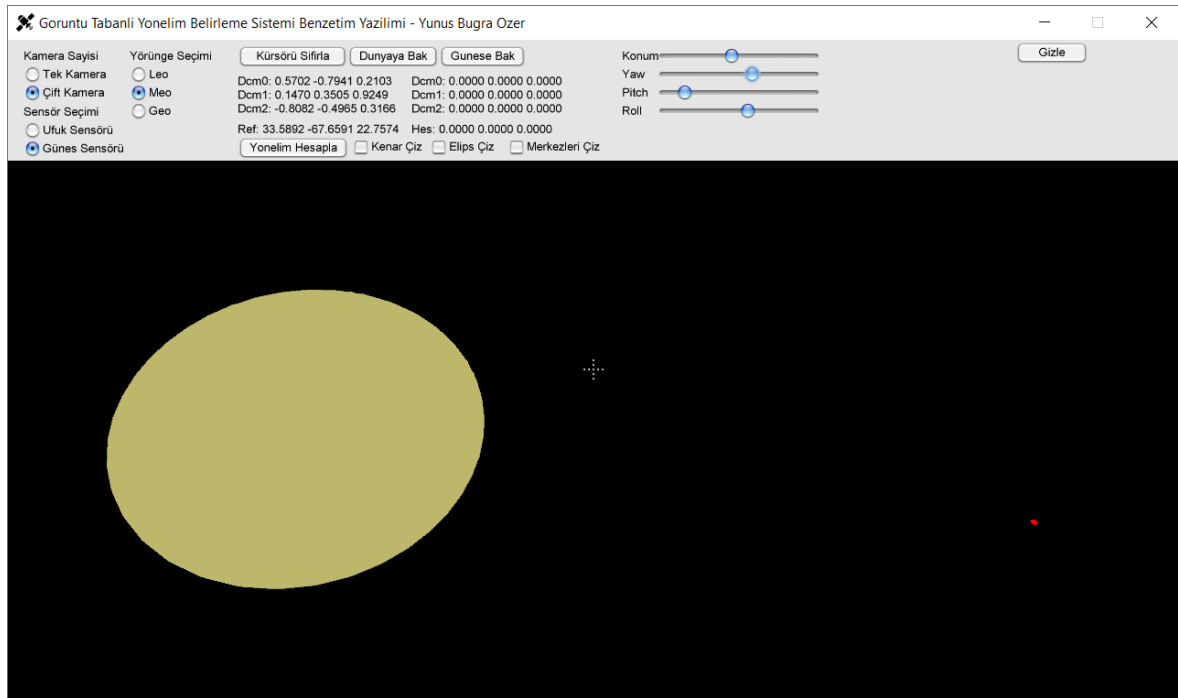 Goruntu Tabanli Yonelim Belirleme Sistemi Benzetim Yazilimi - Yunus Bugra Ozer
Kamera Sayisi
Tek Kamera
Çift Kamera
Sensör Seçimi
Ufuk Sensörü
Günes Sensörü
Yörünge Seçimi
Leo
Meo
Geo
Kürsörü Sifirla Dunyaya Bak Gunese Bak
Dcm0: 0.5702 -0.7941 0.2103 Dcm0: 0.0000 0.0000 0.0000
Dcm1: 0.1470 0.3505 0.9249 Dcm1: 0.0000 0.0000 0.0000
Dcm2: -0.8082 -0.4965 0.3166 Dcm2: 0.0000 0.0000 0.0000
Ref: 33.5892 -67.6591 22.7574 Hes: 0.0000 0.0000 0.0000
Yonelim Hesapla Kenar Çiz Elips Çiz Merkezleri Çiz
Konum
Yaw
Pitch
Roll
Gizle